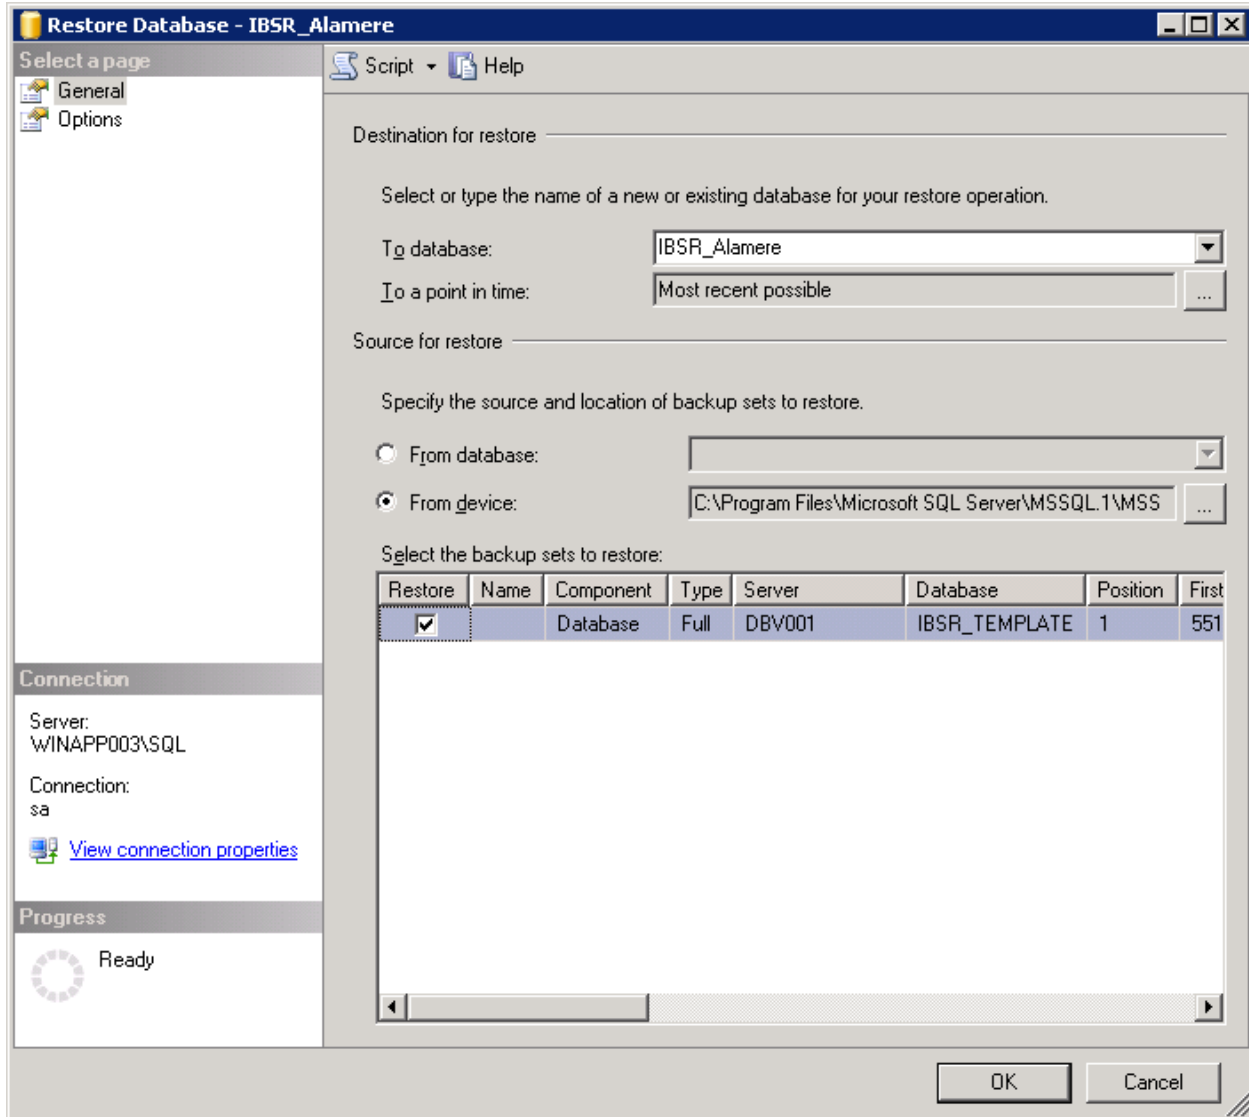 Restore Database - IBSR_Alamere
Select a page
General
Options
Script Help
Destination for restore
Select or type the name of a new or existing database for your restore operation.
To database: IBSR_Alamere
To a point in time: Most recent possible ...
Source for restore
Specify the source and location of backup sets to restore.
From database:
From device: C:\Program Files\Microsoft SQL Server\MSSQL.1\MSS ...
Select the backup sets to restore:
Restore Name Component Type Server Database Position First
Database Full DBV001 IBSR_TEMPLATE 1 551
Connection
Server:
WINAPP003\SQL
Connection:
sa
View connection properties
Progress
Ready
OK Cancel